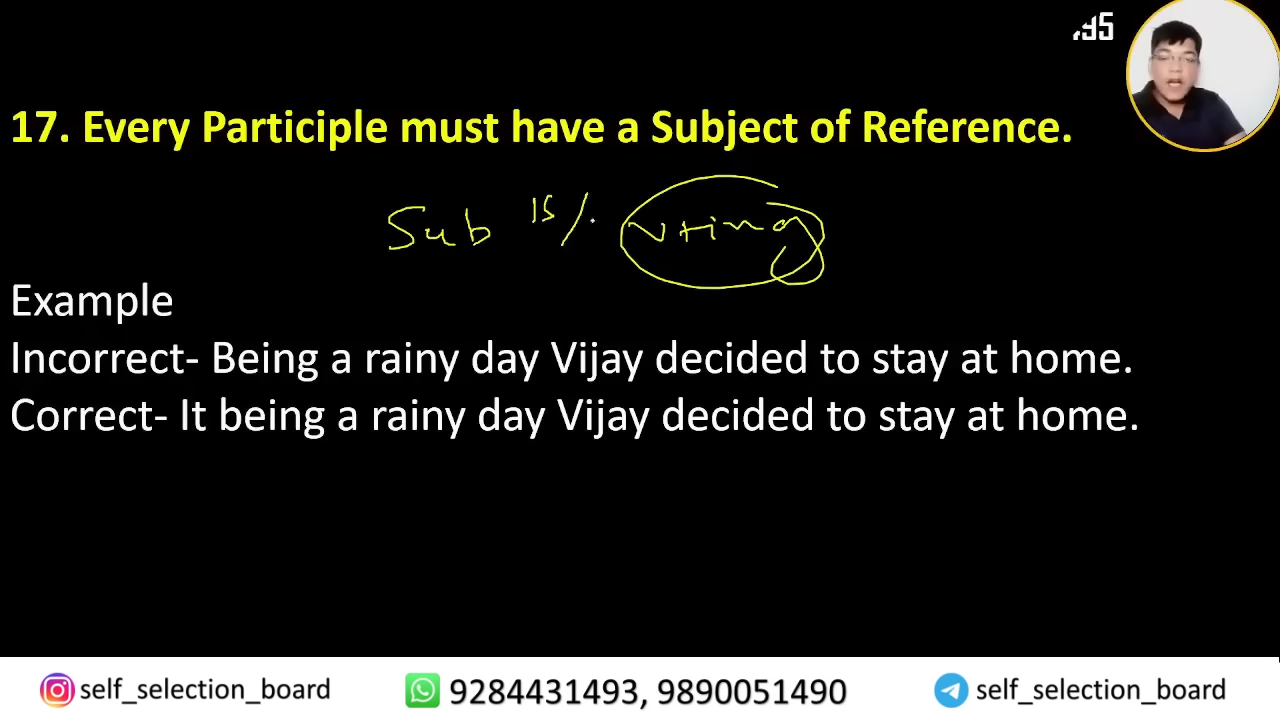 17. Every Participle must have a Subject of Reference.
Sub is/. v+ing
Example
Incorrect- Being a rainy day Vijay decided to stay at home.
Correct- It being a rainy day Vijay decided to stay at home.
self_selection_board 9284431493, 9890051490 self_selection_board